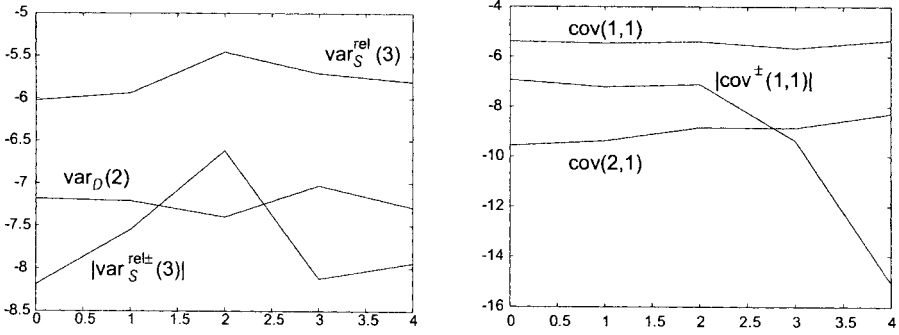 -5
-5.5
-6
-6.5
-7
-7.5
-8
-8.5
0 0.5 1 1.5 2 2.5 3 3.5 4
var_S^rel(3)
var_D(2)
|var_S^rel±(3)|
-4
-6
-8
-10
-12
-14
-16
0 0.5 1 1.5 2 2.5 3 3.5 4
cov(1,1)
|cov^±(1,1)|
cov(2,1)